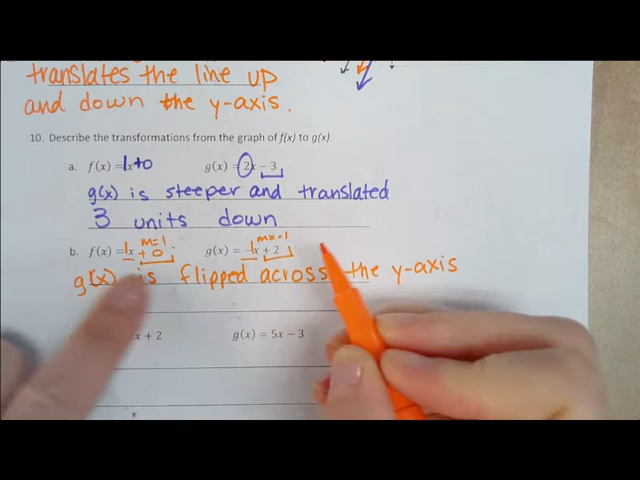 translates the line up
and down the y-axis.
10. Describe the transformations from the graph of f(x) to g(x).
a. f(x) = 1x+0 g(x) = 2x - 3
g(x) is steeper and translated
3 units down
m=1 m=-1
b. f(x) = 1x + 0 g(x) = -1x + 2
g(x) is flipped across the y-axis
x + 2 g(x) = 5x - 3